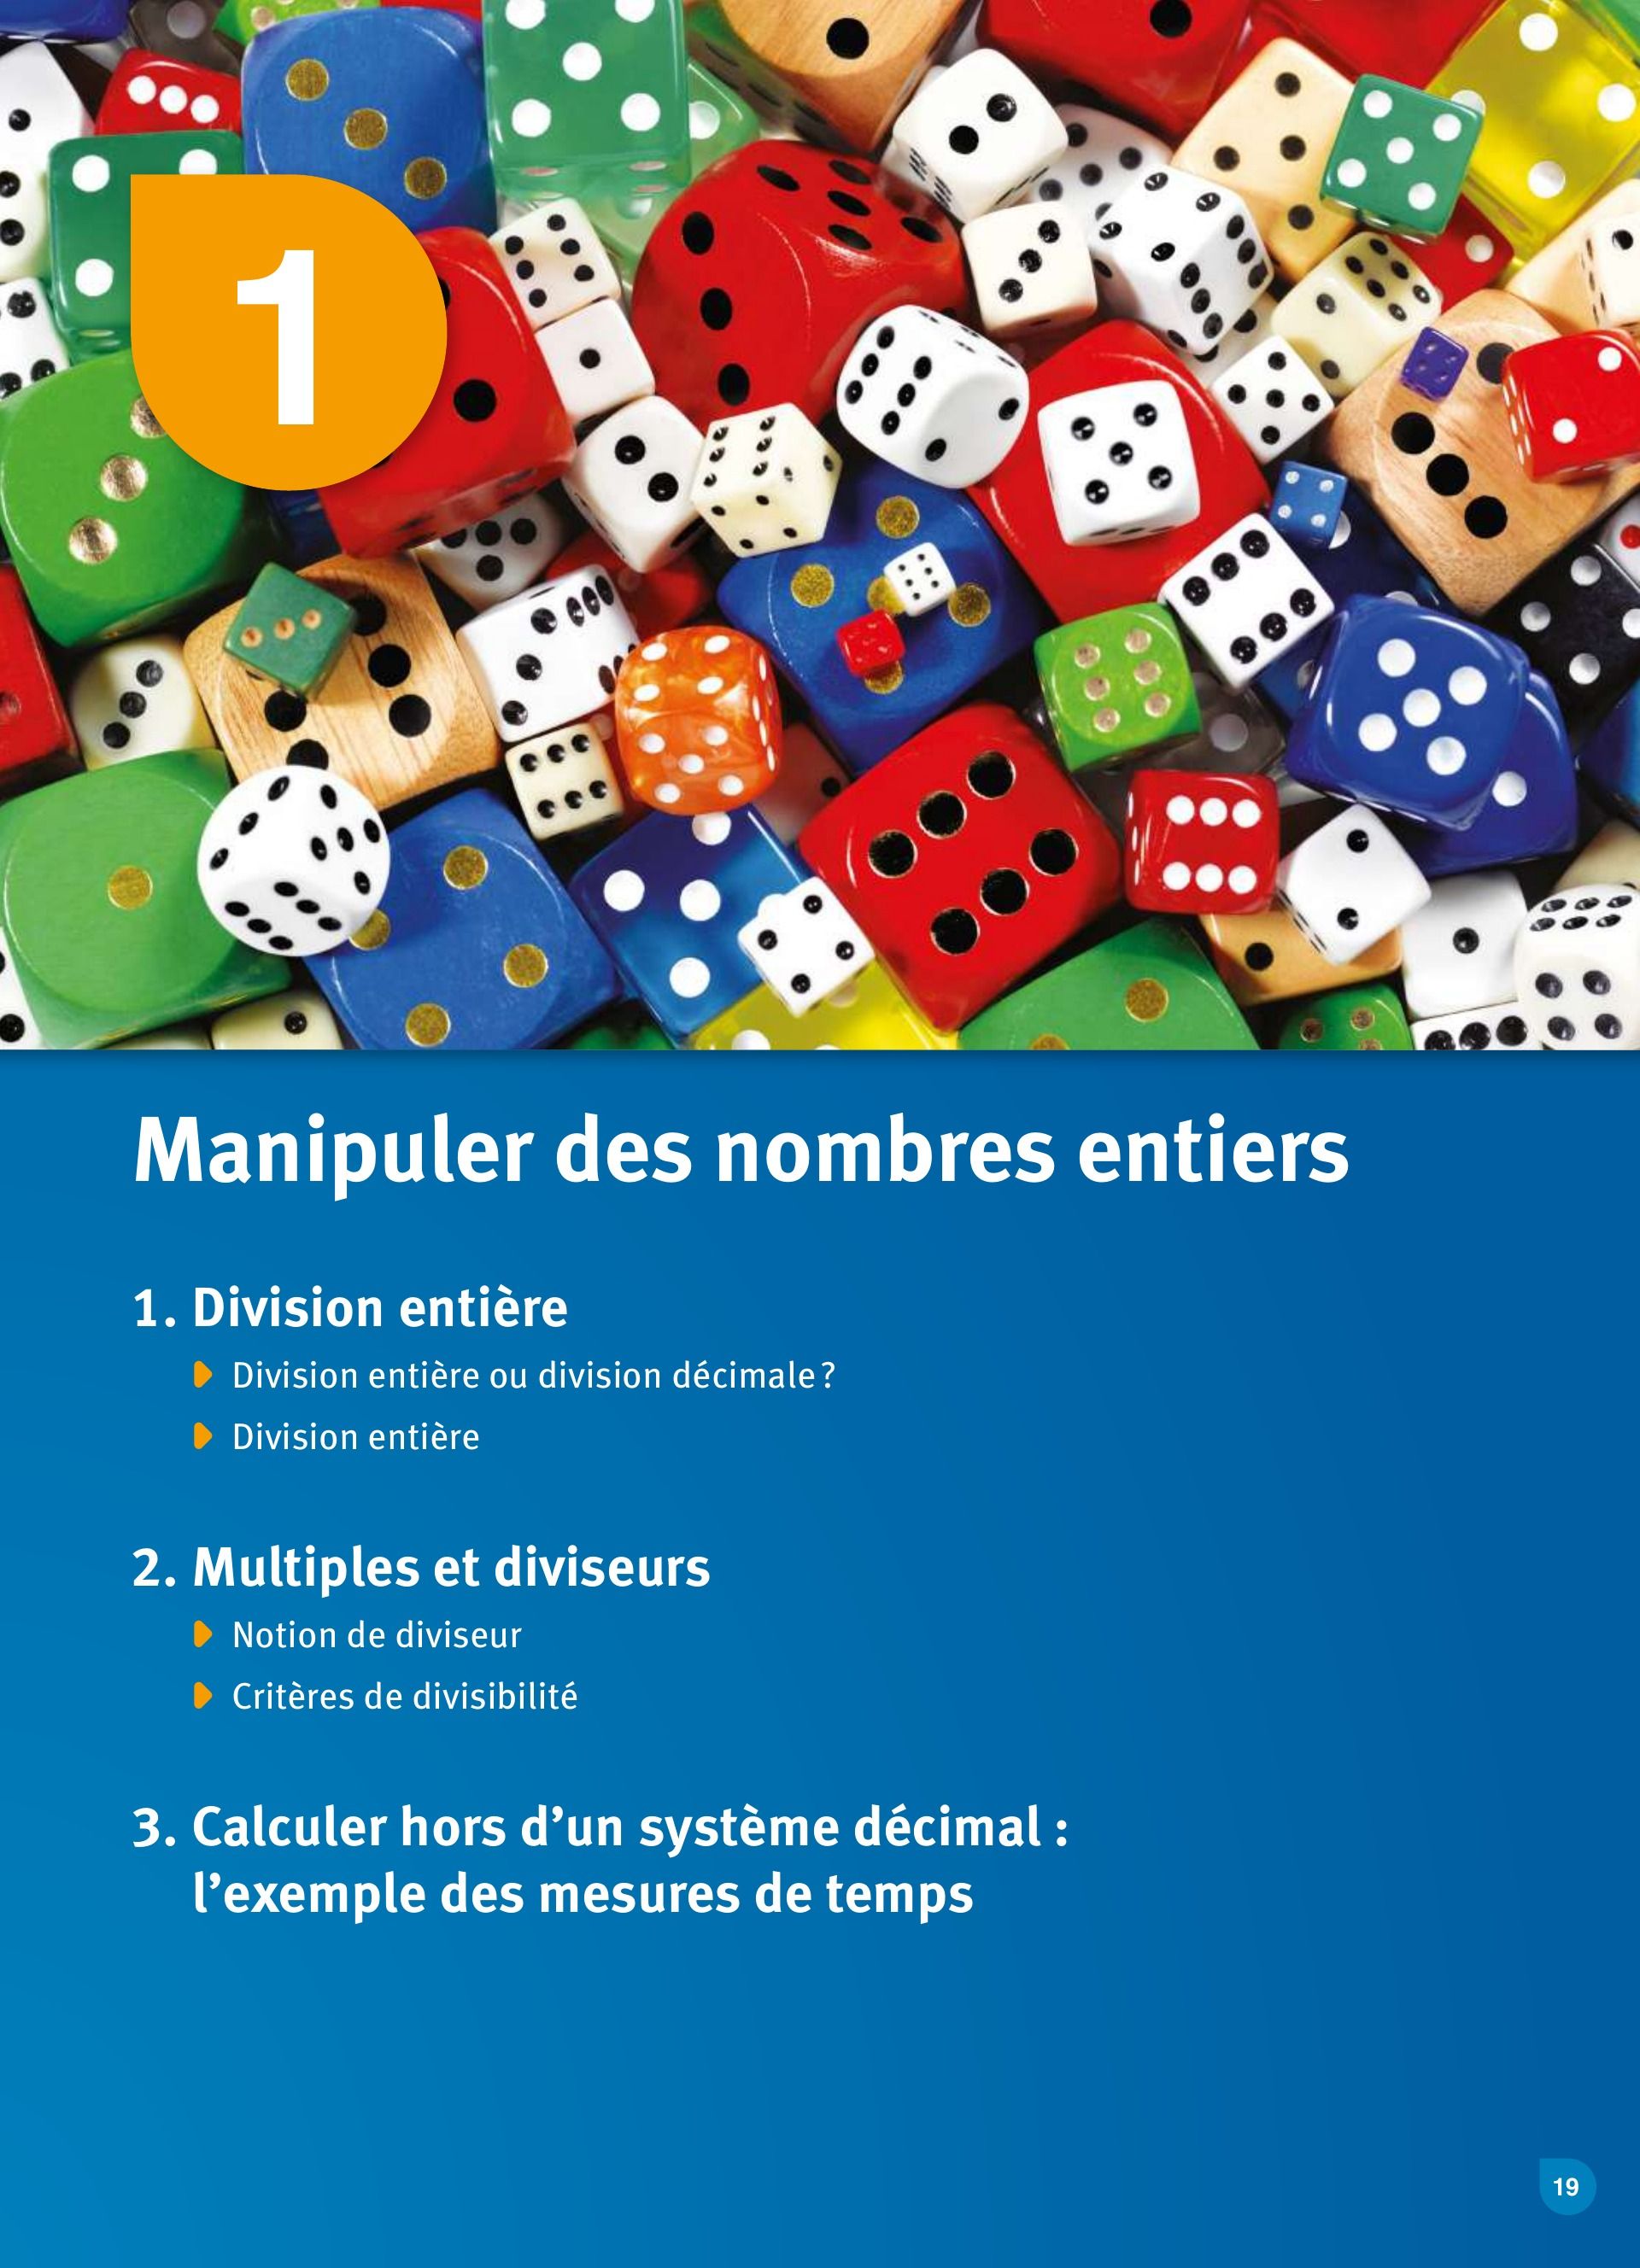 1
Manipuler des nombres entiers
1. Division entière
Division entière ou division décimale ?
Division entière
2. Multiples et diviseurs
Notion de diviseur
Critères de divisibilité
3. Calculer hors d’un système décimal :
l’exemple des mesures de temps
19